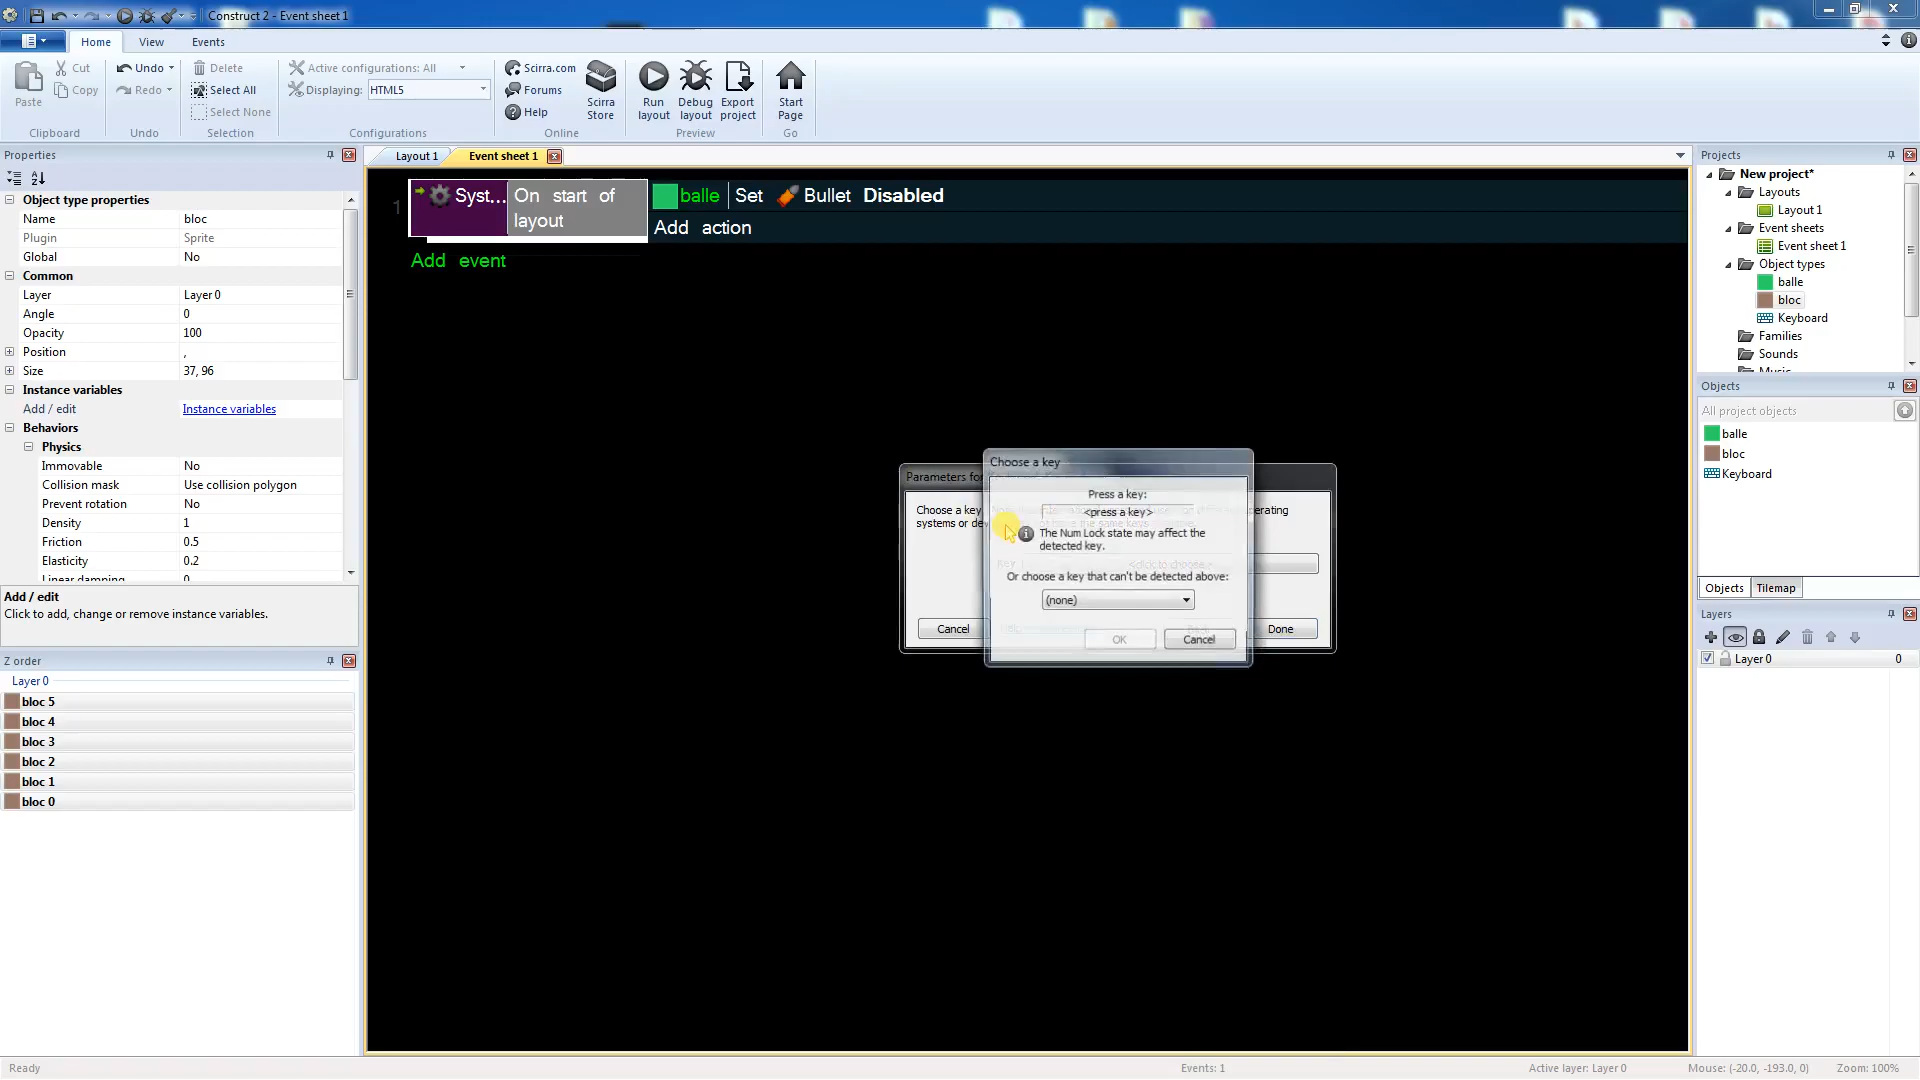 Construct 2 - Event sheet 1
Home
View
Events
Paste
Cut
Copy
Clipboard
Undo
Redo
Undo
Delete
Select All
Select None
Selection
Active configurations: All
Displaying:
HTML5
Configurations
Scirra.com
Forums
Help
Scirra
Store
Online
Run
layout
Debug
layout
Export
project
Preview
Start
Page
Go
Properties
Object type properties
Name
bloc
Plugin
Sprite
Global
No
Common
Layer
Layer 0
Angle
0
Opacity
100
Position
,
Size
37, 96
Instance variables
Add / edit
Instance variables
Behaviors
Physics
Immovable
No
Collision mask
Use collision polygon
Prevent rotation
No
Density
1
Friction
0.5
Elasticity
0.2
Linear damping
0
Add / edit
Click to add, change or remove instance variables.
Z order
Layer 0
bloc 5
bloc 4
bloc 3
bloc 2
bloc 1
bloc 0
Layout 1
Event sheet 1
1
Syst...
On start of
layout
balle
Set
Bullet Disabled
Add action
Add event
Parameters for
Choose a key
systems or
Cancel
Done
Choose a key
Press a key:
<press a key>
The Num Lock state may affect the
detected key.
Or choose a key that can't be detected above:
(none)
OK
Cancel
Projects
New project*
Layouts
Layout 1
Event sheets
Event sheet 1
Object types
balle
bloc
Keyboard
Families
Sounds
Music
Objects
All project objects
balle
bloc
Keyboard
Objects
Tilemap
Layers
Layer 0
0
Ready
Events: 1
Active layer: Layer 0
Mouse: (-20.0, -193.0, 0)
Zoom: 100%